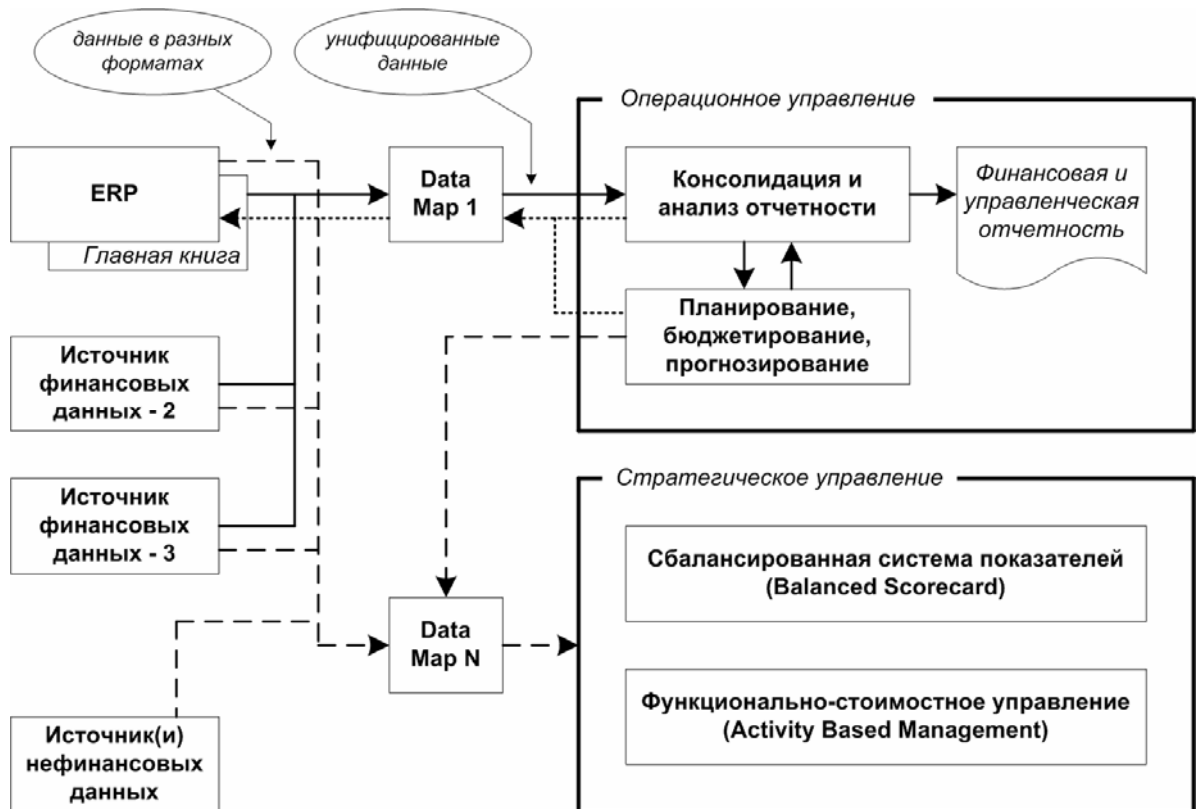 данные в разных
форматах
унифицированные
данные
Операционное управление
ERP
Главная книга
Data
Map 1
Консолидация и
анализ отчетности
Финансовая и
управленческая
отчетность
Планирование,
бюджетирование,
прогнозирование
Источник
финансовых
данных - 2
Источник
финансовых
данных - 3
Стратегическое управление
Сбалансированная система показателей
(Balanced Scorecard)
Data
Map N
Функционально-стоимостное управление
(Activity Based Management)
Источник(и)
нефинансовых
данных